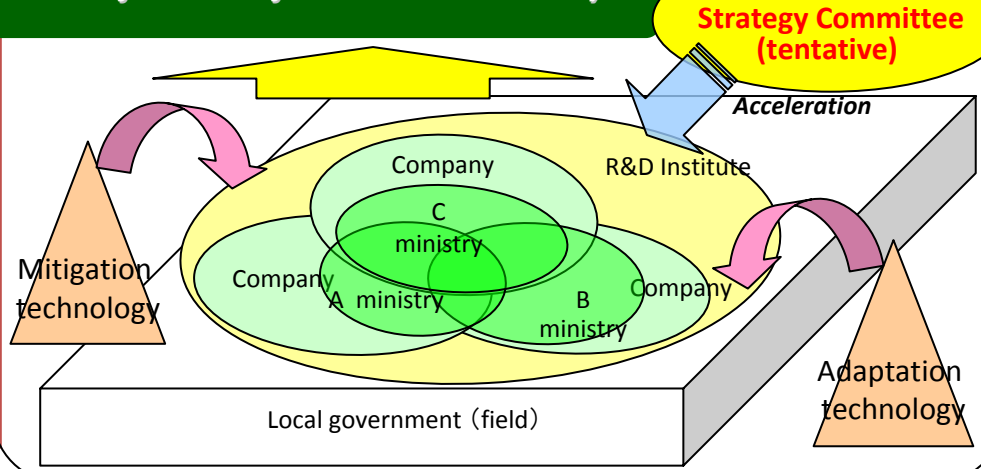 Strategy Committee
(tentative)
Acceleration
Company
R&D Institute
C
ministry
Mitigation
technology
Company
A ministry
B
ministry
Company
Adaptation
technology
Local government（field）